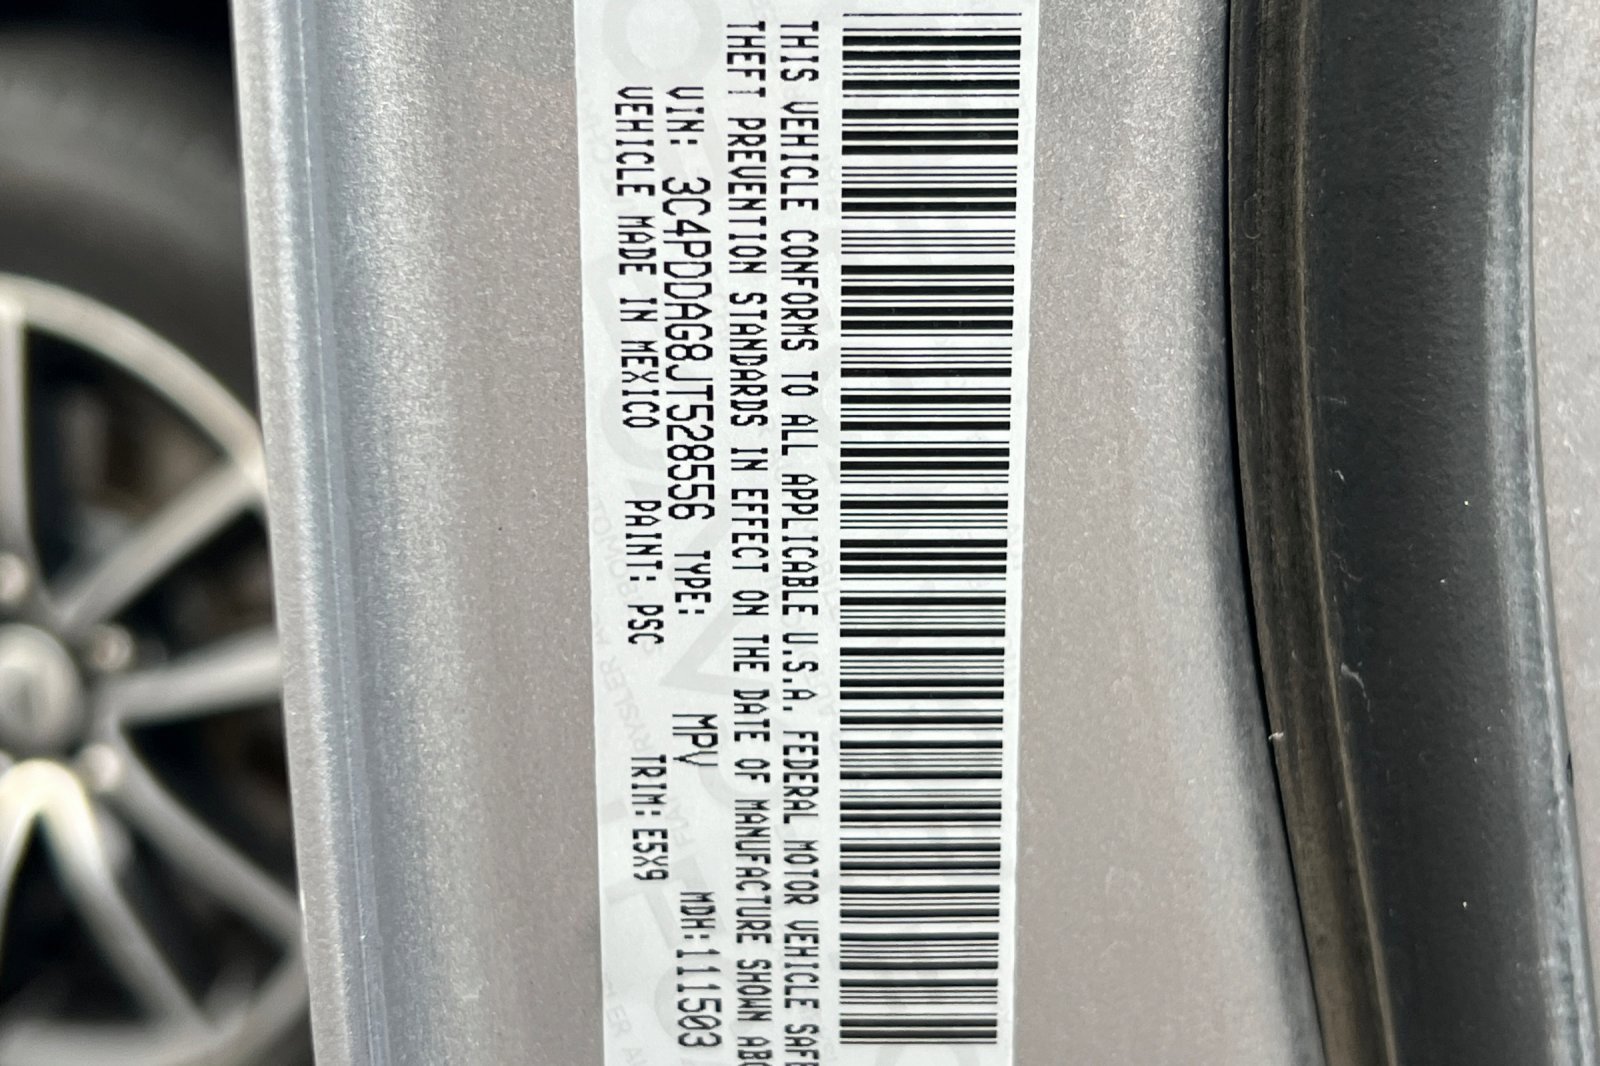 THIS VEHICLE CONFORMS TO ALL APPLICABLE U.S.A. FEDERAL MOTOR VEHICLE SAFE
THEFT PREVENTION STANDARDS IN EFFECT ON THE DATE OF MANUFACTURE SHOWN ABO
VIN: 3C4PDDAG8JT528556 TYPE: MPV MDH:111503
VEHICLE MADE IN MEXICO PAINT: PSC TRIM: E5X9